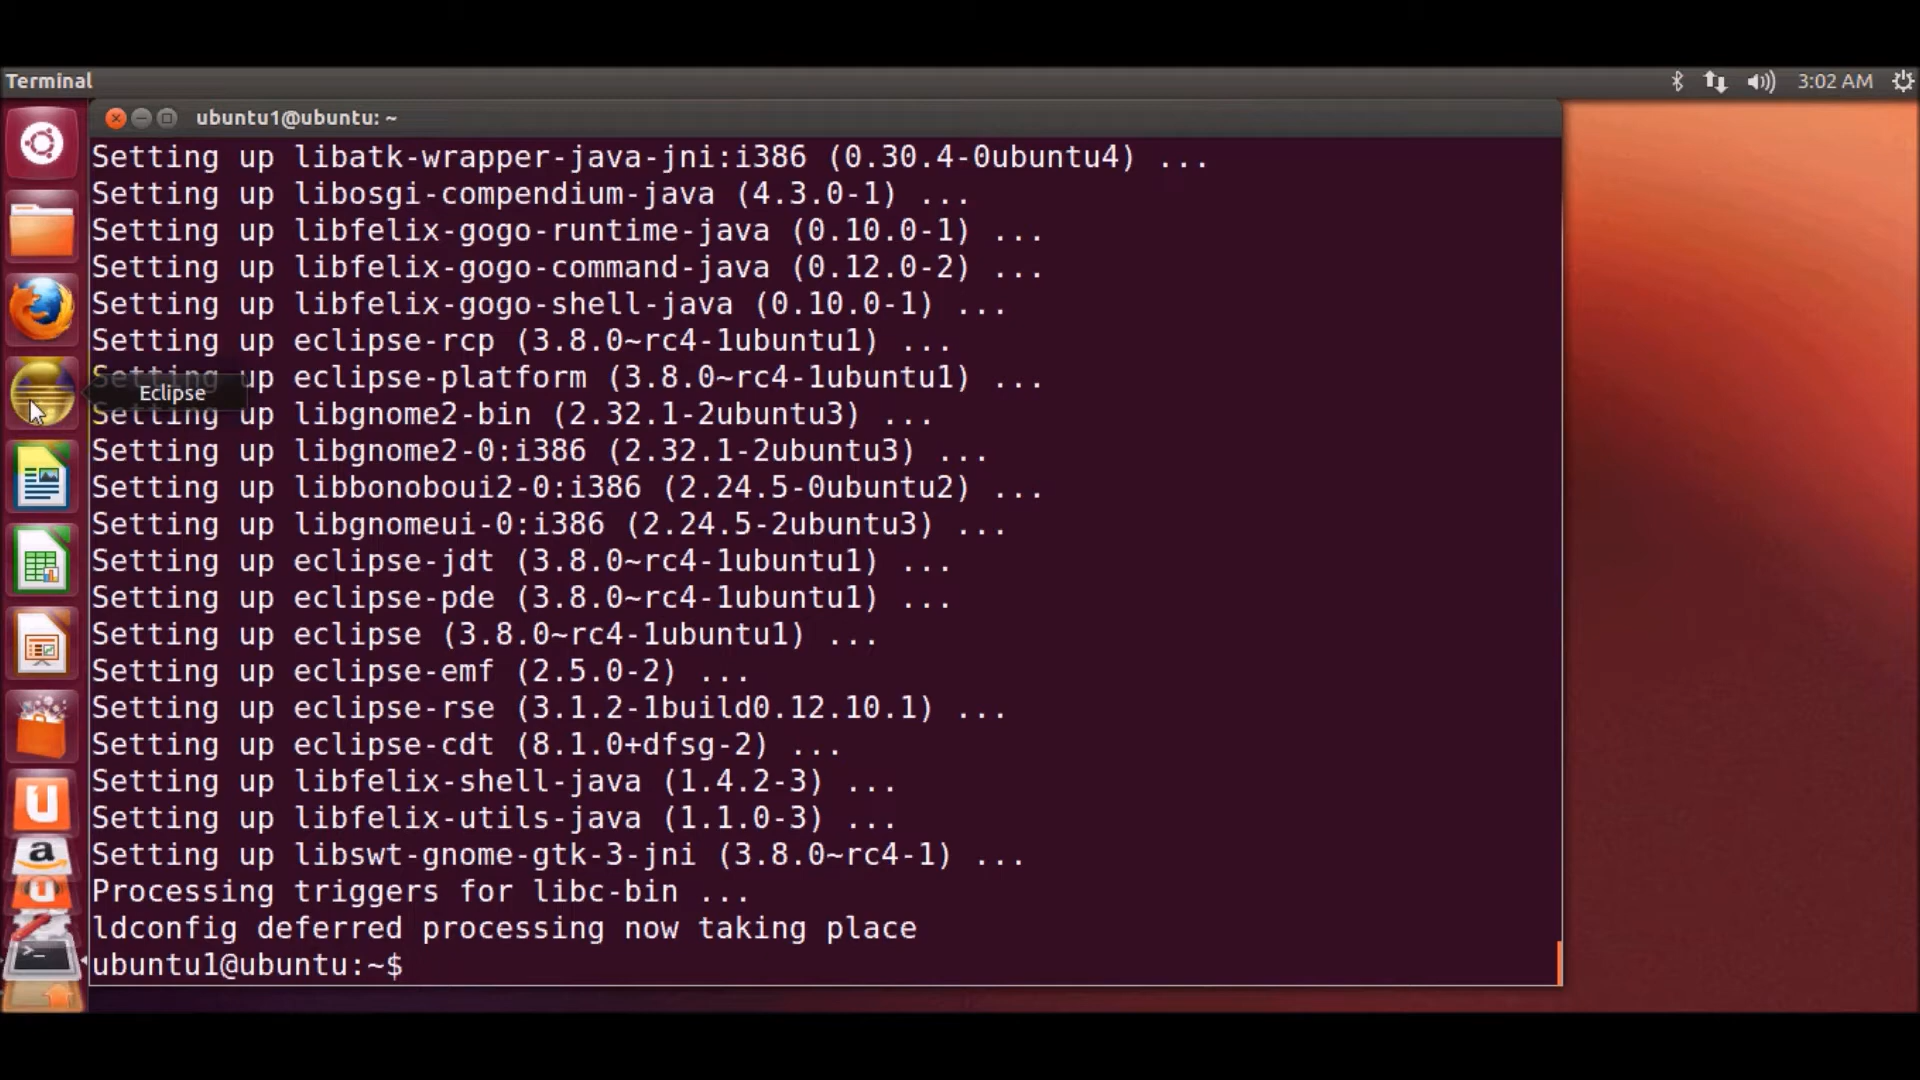 Terminal
3:02 AM
ubuntu1@ubuntu: ~
Setting up libatk-wrapper-java-jni:i386 (0.30.4-0ubuntu4) ...
Setting up libosgi-compendium-java (4.3.0-1) ...
Setting up libfelix-gogo-runtime-java (0.10.0-1) ...
Setting up libfelix-gogo-command-java (0.12.0-2) ...
Setting up libfelix-gogo-shell-java (0.10.0-1) ...
Setting up eclipse-rcp (3.8.0~rc4-1ubuntu1) ...
Setting up eclipse-platform (3.8.0~rc4-1ubuntu1) ...
Eclipse
Setting up libgnome2-bin (2.32.1-2ubuntu3) ...
Setting up libgnome2-0:i386 (2.32.1-2ubuntu3) ...
Setting up libbonoboui2-0:i386 (2.24.5-0ubuntu2) ...
Setting up libgnomeui-0:i386 (2.24.5-2ubuntu3) ...
Setting up eclipse-jdt (3.8.0~rc4-1ubuntu1) ...
Setting up eclipse-pde (3.8.0~rc4-1ubuntu1) ...
Setting up eclipse (3.8.0~rc4-1ubuntu1) ...
Setting up eclipse-emf (2.5.0-2) ...
Setting up eclipse-rse (3.1.2-1build0.12.10.1) ...
Setting up eclipse-cdt (8.1.0+dfsg-2) ...
Setting up libfelix-shell-java (1.4.2-3) ...
Setting up libfelix-utils-java (1.1.0-3) ...
Setting up libswt-gnome-gtk-3-jni (3.8.0~rc4-1) ...
Processing triggers for libc-bin ...
ldconfig deferred processing now taking place
ubuntu1@ubuntu:~$